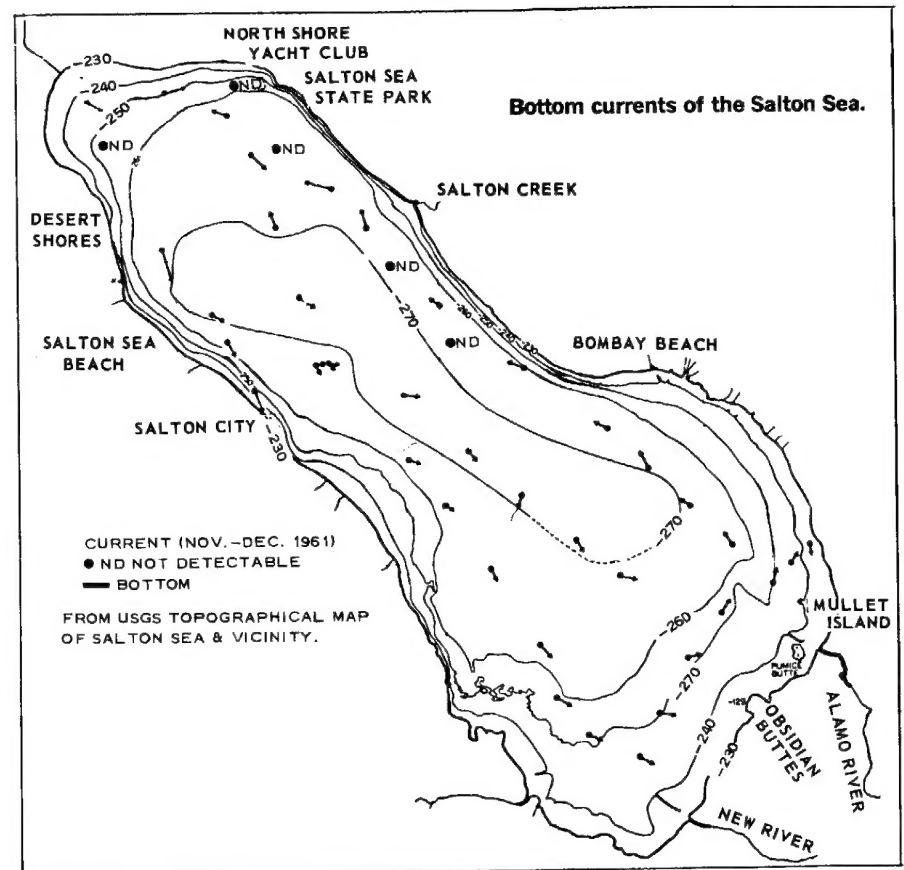 NORTH SHORE
YACHT CLUB
SALTON SEA
STATE PARK
Bottom currents of the Salton Sea.
-230
-240
-250
ND
ND
ND
SALTON CREEK
DESERT
SHORES
ND
-270
SALTON SEA
BEACH
ND
-230
BOMBAY BEACH
SALTON CITY
-230
-270
CURRENT (NOV.-DEC. 1961)
ND NOT DETECTABLE
BOTTOM
FROM USGS TOPOGRAPHICAL MAP
OF SALTON SEA & VICINITY.
-260
MULLET
ISLAND
PUMICE
BUTTE
-270
-129
OBSIDIAN
BUTTES
ALAMO RIVER
-240
-230
NEW RIVER